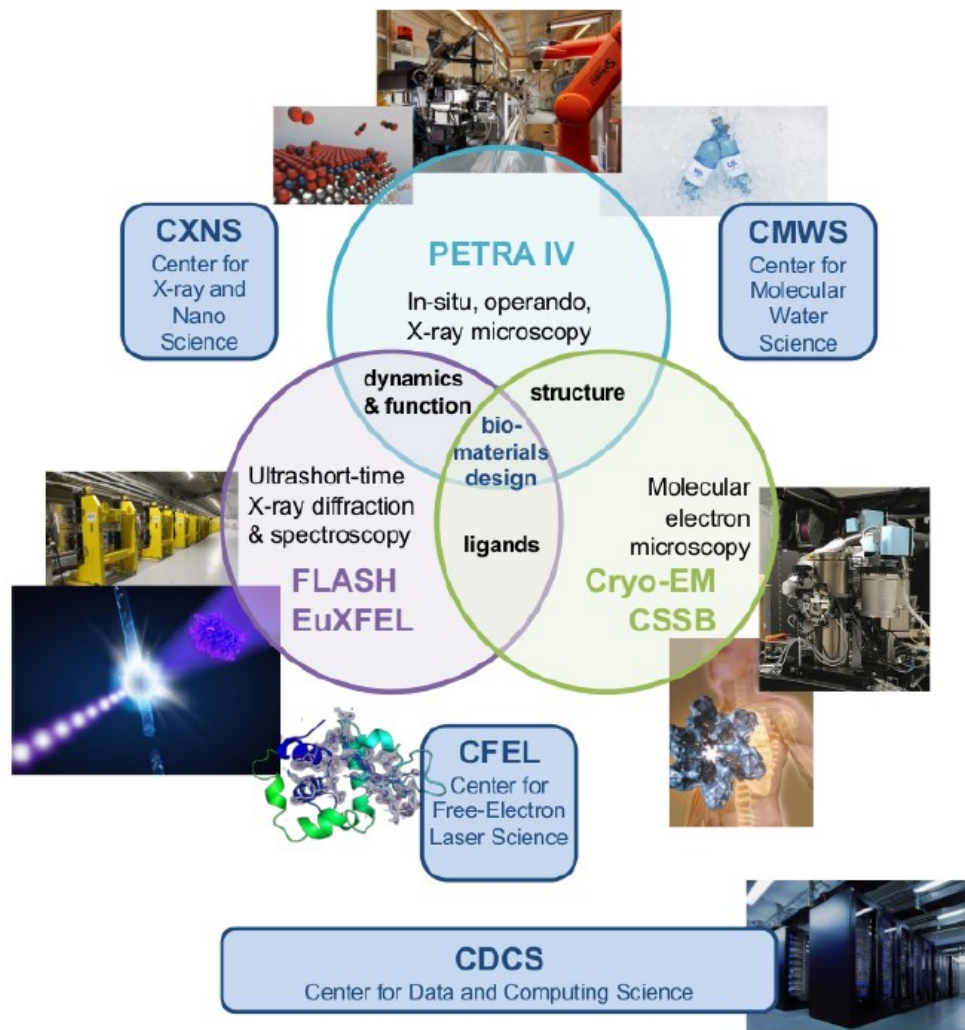 CXNS
Center for
X-ray and
Nano
Science
CMWS
Center for
Molecular
Water
Science
PETRA IV
In-situ, operando,
X-ray microscopy
dynamics
& function
structure
bio-
materials
design
Ultrashort-time
X-ray diffraction
& spectroscopy
FLASH
EuXFEL
ligands
Molecular
electron
microscopy
Cryo-EM
CSSB
CFEL
Center for
Free-Electron
Laser Science
CDCS
Center for Data and Computing Science